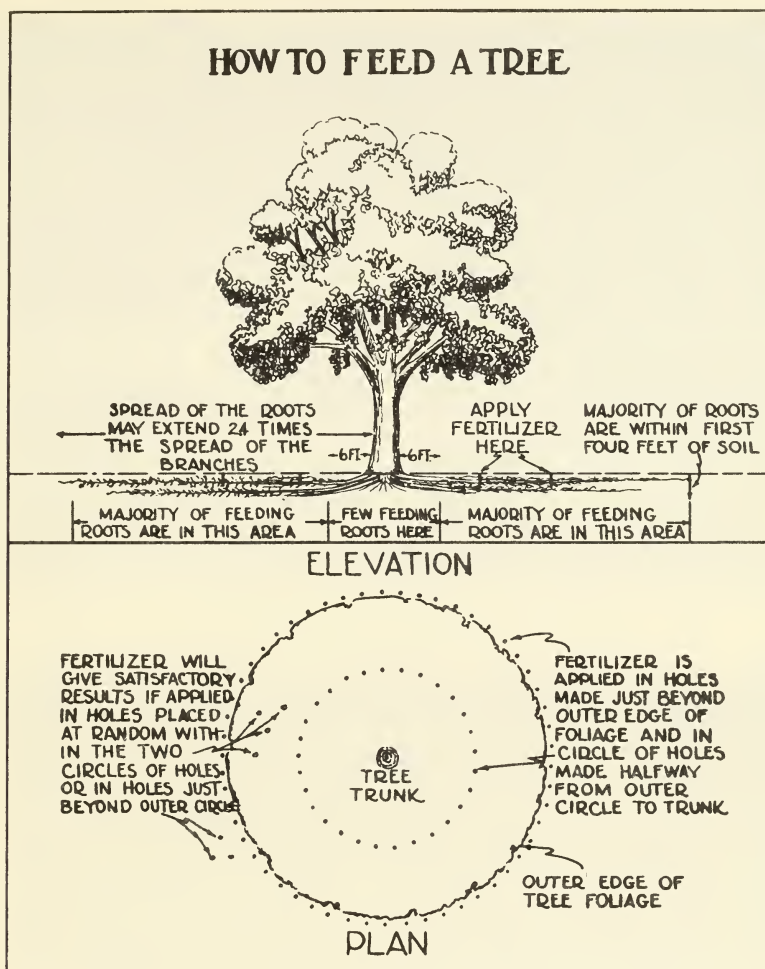 HOW TO FEED A TREE
SPREAD OF THE ROOTS
MAY EXTEND 2.4 TIMES
THE SPREAD OF THE
BRANCHES
6FT.
6FT.
APPLY
FERTILIZER
HERE
MAJORITY OF ROOTS
ARE WITHIN FIRST
FOUR FEET OF SOIL
MAJORITY OF FEEDING
ROOTS ARE IN THIS AREA
FEW FEEDING
ROOTS HERE
MAJORITY OF FEEDING
ROOTS ARE IN THIS AREA
ELEVATION
FERTILIZER WILL
GIVE SATISFACTORY
RESULTS IF APPLIED
IN HOLES PLACED
AT RANDOM WITH-
IN THE TWO
CIRCLES OF HOLES
OR IN HOLES JUST
BEYOND OUTER CIRCLE
TREE
TRUNK
FERTILIZER IS
APPLIED IN HOLES
MADE JUST BEYOND
OUTER EDGE OF
FOLIAGE AND IN
CIRCLE OF HOLES
MADE HALFWAY
FROM OUTER
CIRCLE TO TRUNK
OUTER EDGE OF
TREE FOLIAGE
PLAN